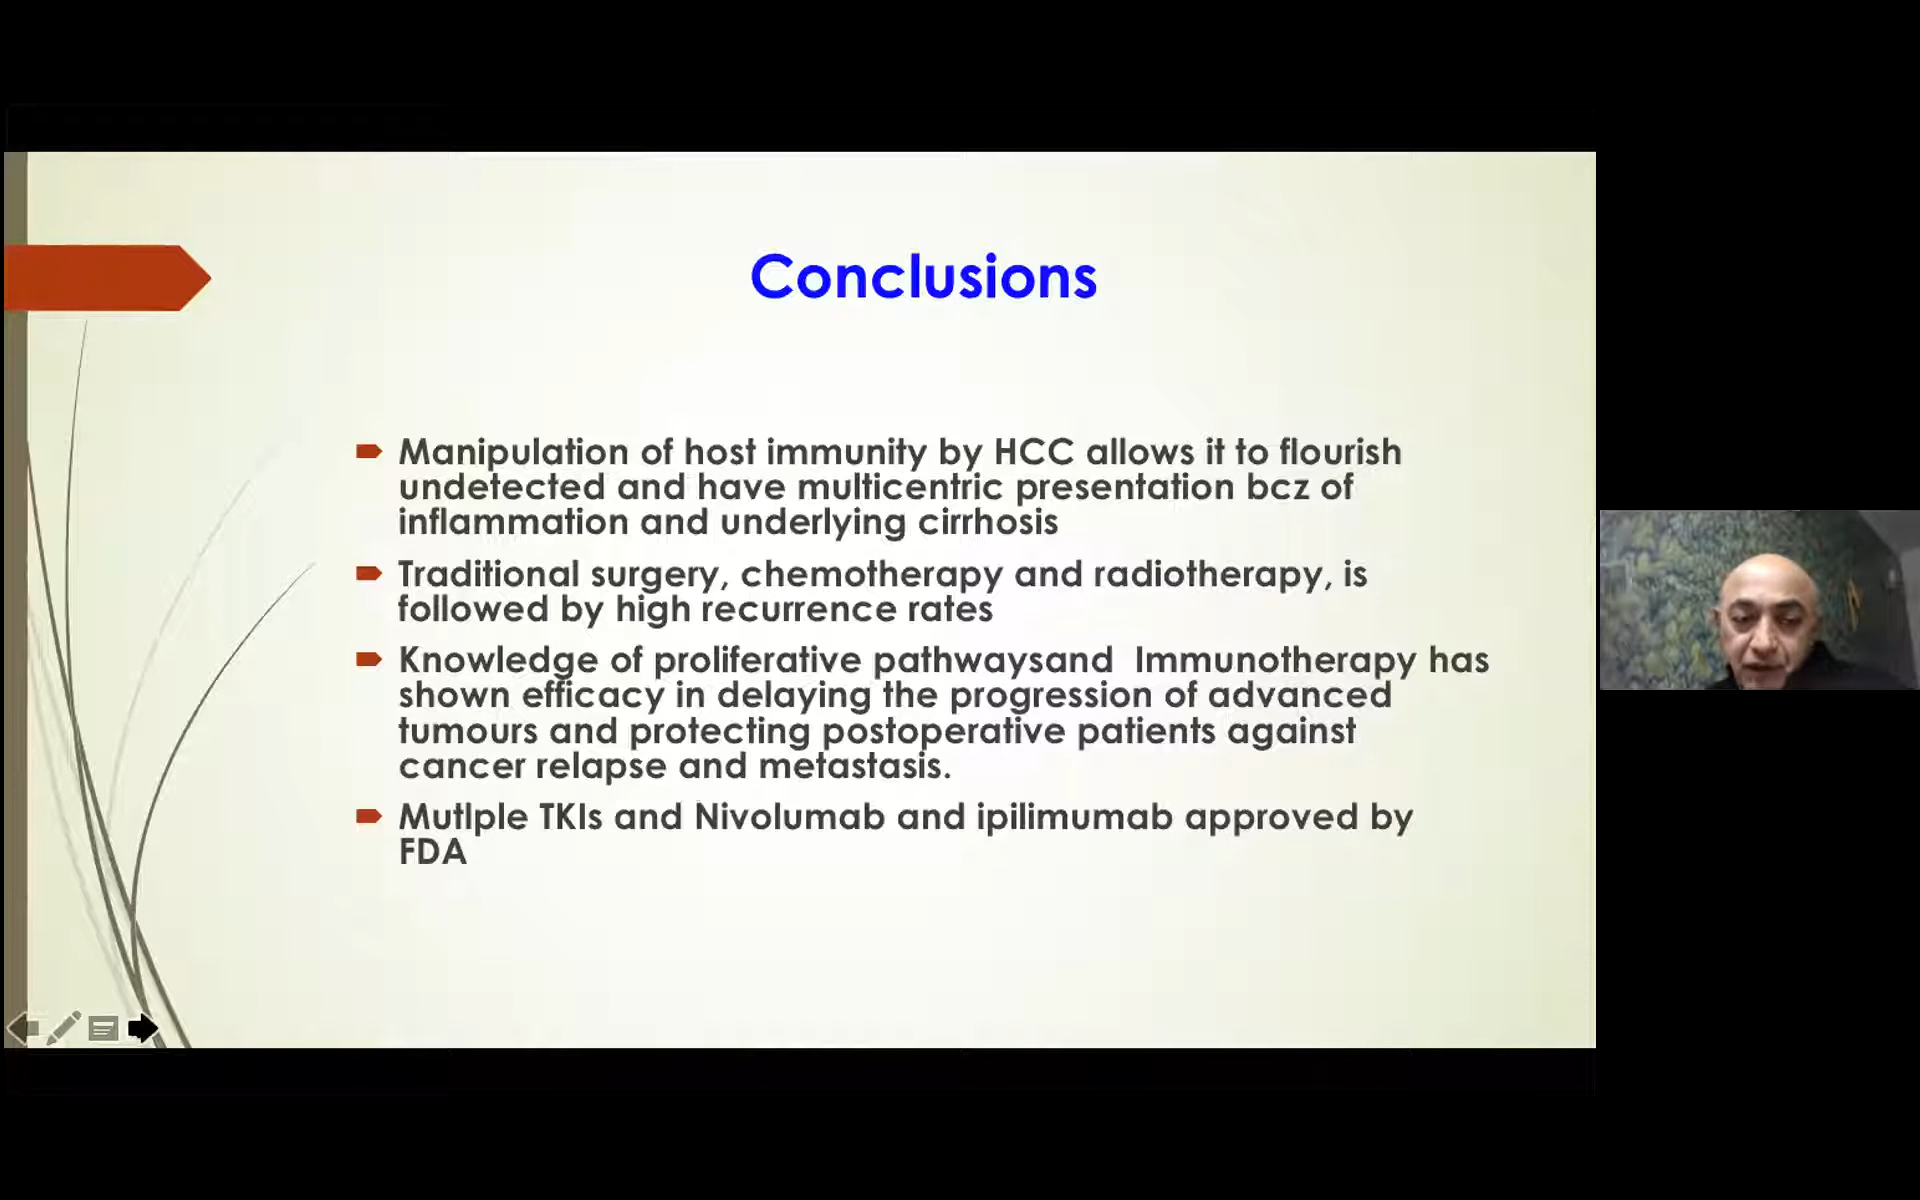 Conclusions
Manipulation of host immunity by HCC allows it to flourish
undetected and have multicentric presentation bcz of
inflammation and underlying cirrhosis
Traditional surgery, chemotherapy and radiotherapy, is
followed by high recurrence rates
Knowledge of proliferative pathwaysand  Immunotherapy has
shown efficacy in delaying the progression of advanced
tumours and protecting postoperative patients against
cancer relapse and metastasis.
Mutlple TKIs and Nivolumab and ipilimumab approved by
FDA